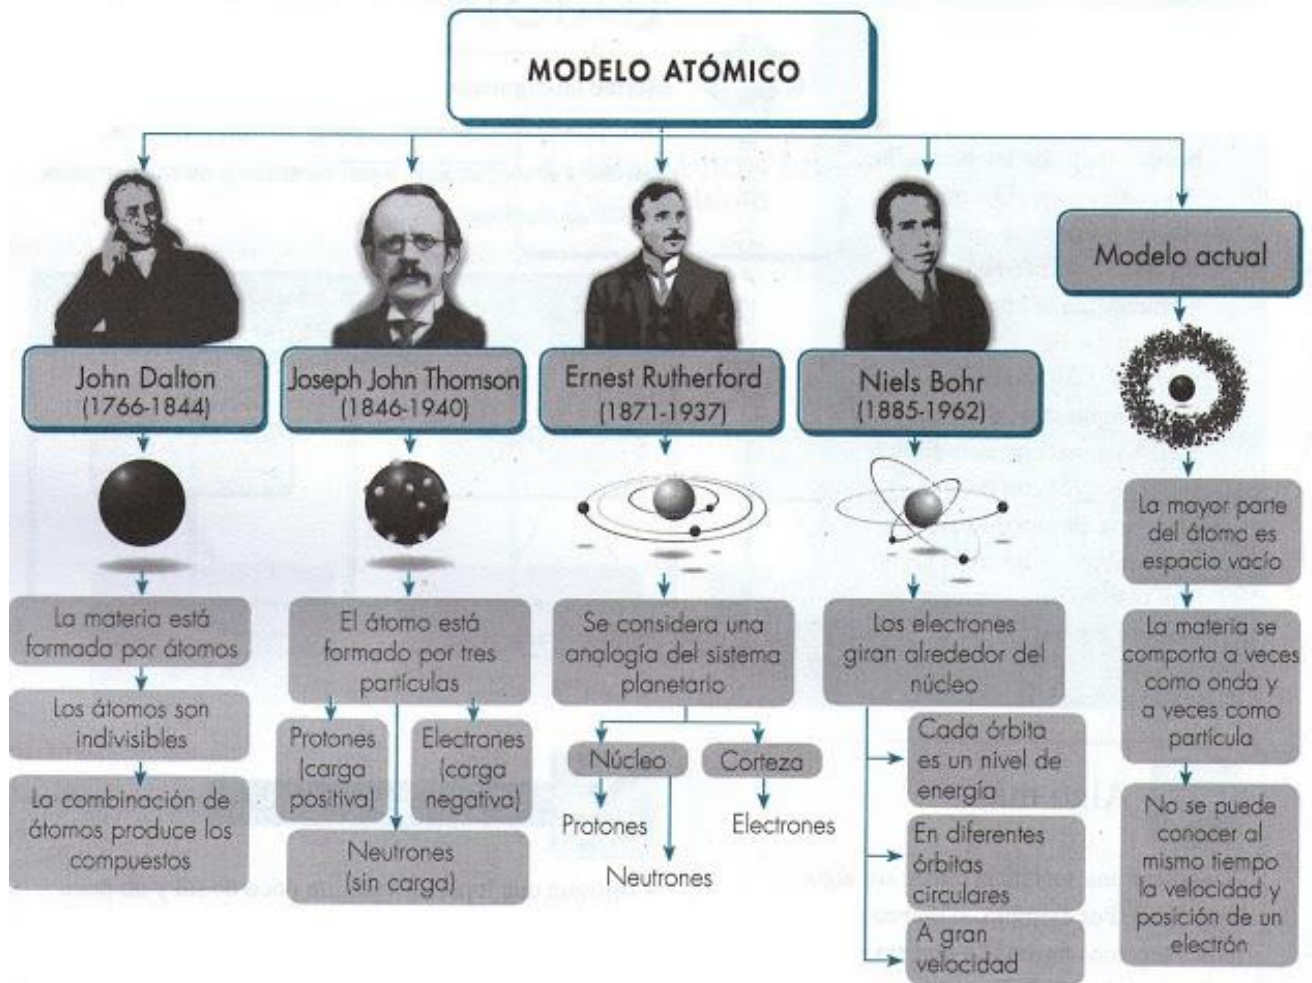 MODELO ATÓMICO
John Dalton
(1766-1844)
La materia está
formada por átomos
Los átomos son
indivisibles
La combinación de
átomos produce los
compuestos
Joseph John Thomson
(1846-1940)
El átomo está
formado por tres
partículas
Protones
(carga
positiva)
Electrones
(carga
negativa)
Neutrones
(sin carga)
Ernest Rutherford
(1871-1937)
Se considera una
analogía del sistema
planetario
Núcleo
Corteza
Protones
Electrones
Neutrones
Niels Bohr
(1885-1962)
Los electrones
giran alrededor del
núcleo
Cada órbita
es un nivel de
energía
En diferentes
órbitas
circulares
A gran
velocidad
Modelo actual
La mayor parte
del átomo es
espacio vacío
La materia se
comporta a veces
como onda y
a veces como
partícula
No se puede
conocer al
mismo tiempo
la velocidad y
posición de un
electrón